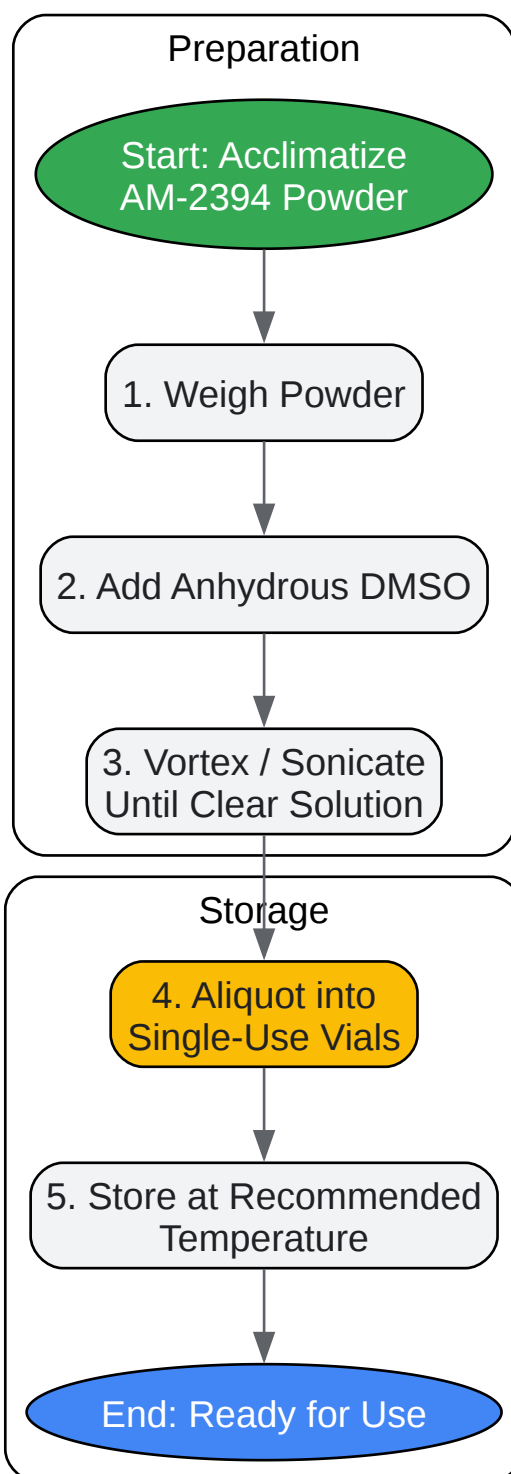 Preparation
Start: Acclimatize
AM-2394 Powder
1. Weigh Powder
2. Add Anhydrous DMSO
3. Vortex / Sonicate
Until Clear Solution
Storage
4. Aliquot into
Single-Use Vials
5. Store at Recommended
Temperature
End: Ready for Use